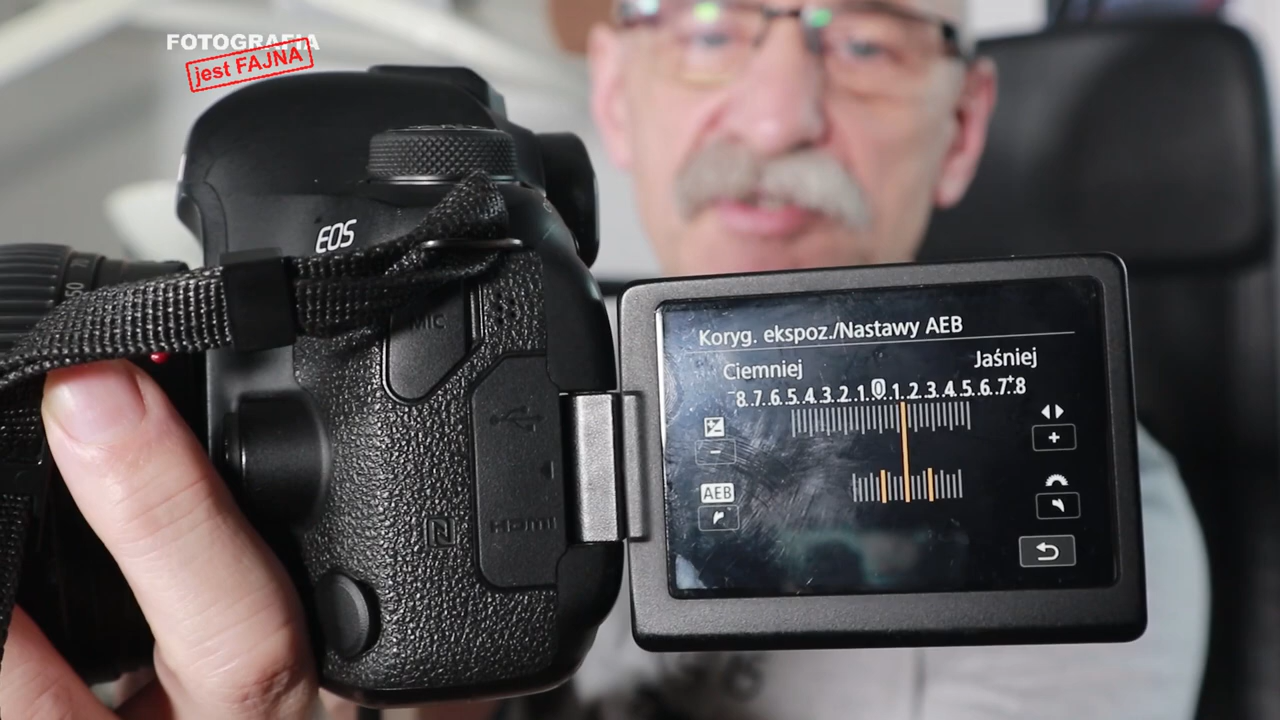 FOTOGRAFIA
jest FAJNA
EOS
50
MIC
HDMI
Koryg. ekspoz./Nastawy AEB
Ciemniej
Jaśniej
-8.7.6.5.4.3.2.1.0.1.2.3.4.5.6.7.+8
AEB